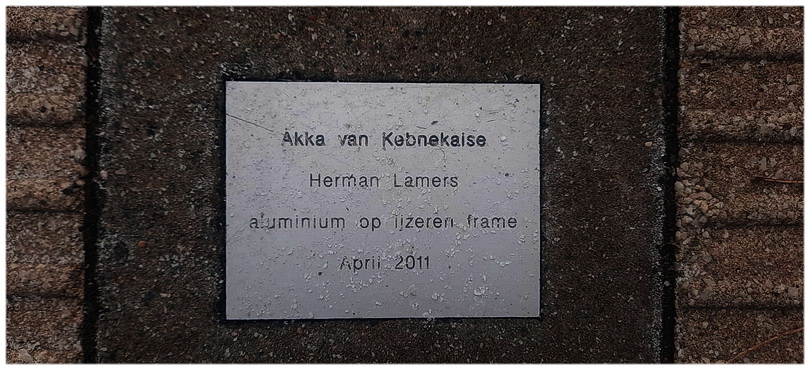 Akka van Kebnekaise
Herman Lamers
aluminium op ijzeren frame
April 2011